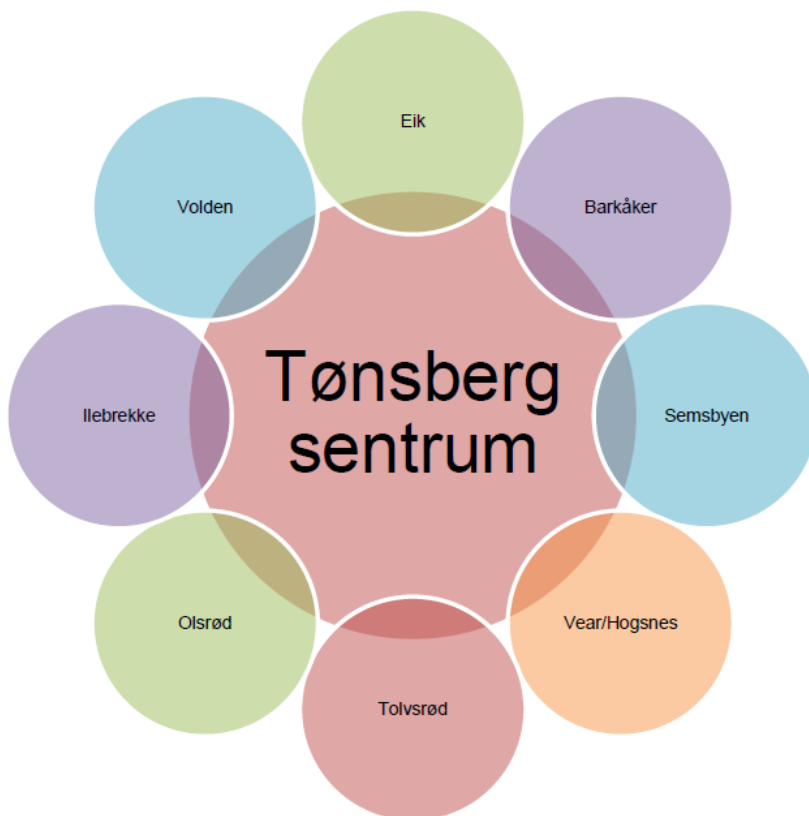 Eik
Volden
Barkåker
Tønsberg
sentrum
Ilebrekke
Semsbyen
Olsrød
Vear/Hogsnes
Tolvsrød